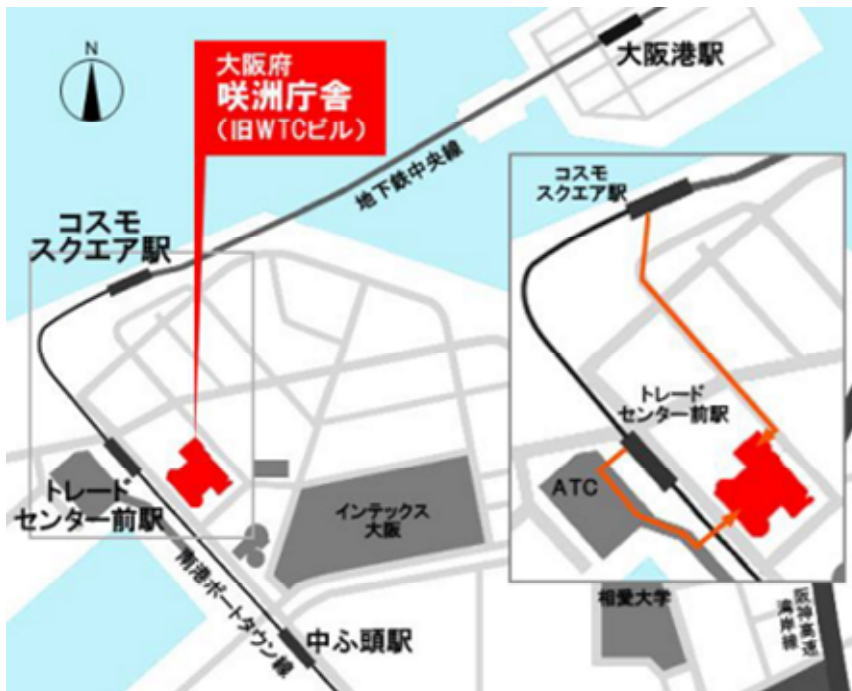 N
大阪府
咲洲庁舎
（旧WTCビル）
大阪港駅
地下鉄中央線
コスモ
スクエア駅
コスモ
スクエア駅
トレード
センター前駅
ATC
トレード
センター前駅
インテックス
大阪
南港ポートタウン線
中ふ頭駅
相愛大学
阪神高速
湾岸線